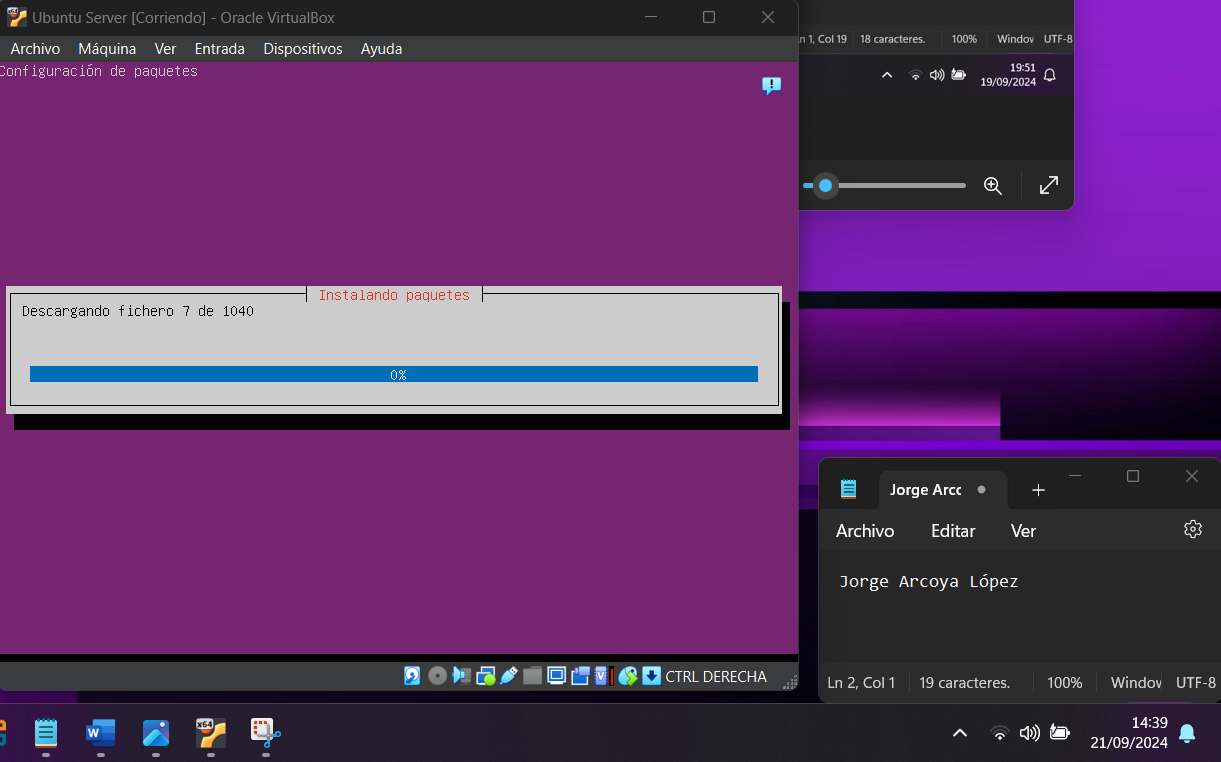 Ubuntu Server [Corriendo] - Oracle VirtualBox
Archivo Máquina Ver Entrada Dispositivos Ayuda
Configuración de paquetes
Instalando paquetes
Descargando fichero 7 de 1040
0%
CTRL DERECHA
n 1, Col 19 18 caracteres. 100% Window UTF-8
19:51
19/09/2024
Jorge Arcc
Archivo Editar Ver
Jorge Arcoya López
Ln 2, Col 1 19 caracteres. 100% Window UTF-8
x64
14:39
21/09/2024